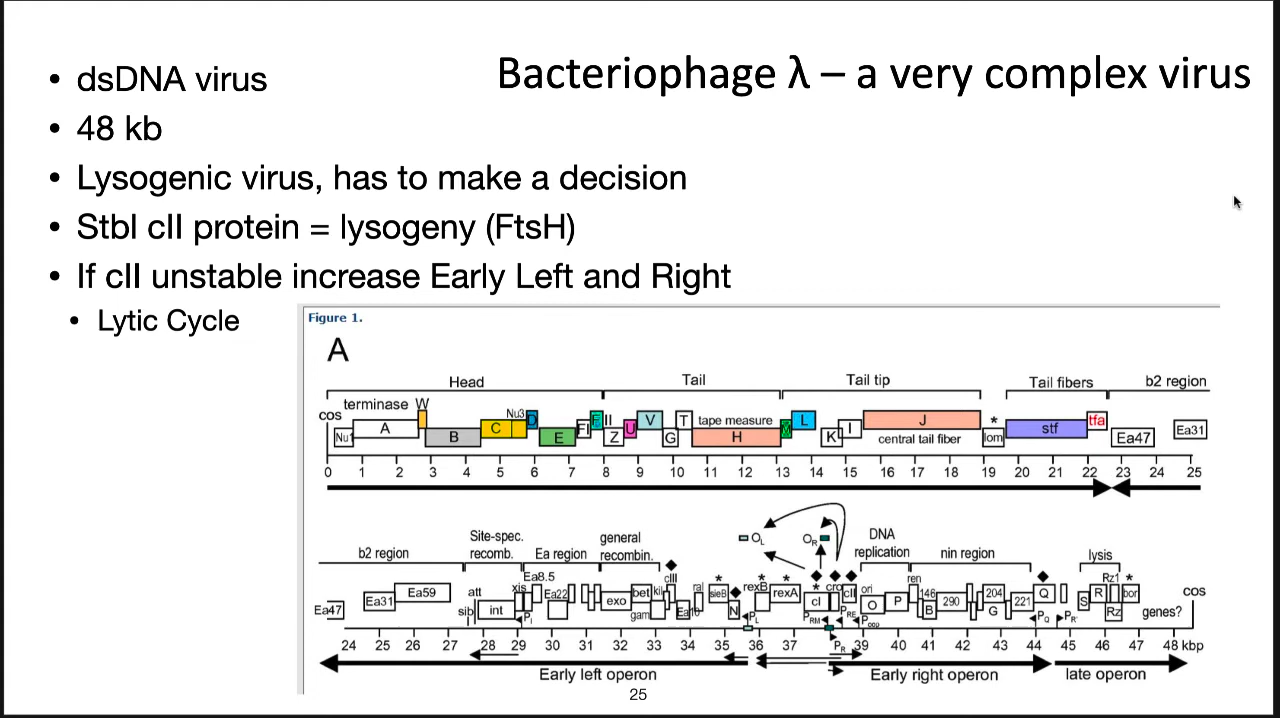 Bacteriophage λ – a very complex virus
• dsDNA virus
• 48 kb
• Lysogenic virus, has to make a decision
• Stbl cII protein = lysogeny (FtsH)
• If cII unstable increase Early Left and Right
• Lytic Cycle
Figure 1.
A
Head Tail Tail tip Tail fibers b2 region
terminase W
cos Nu1 A B C Nu3 D E FI F II Z U V G T tape measure H M L K I J central tail fiber * lom stf tfa Ea47 Ea31
0 1 2 3 4 5 6 7 8 9 10 11 12 13 14 15 16 17 18 19 20 21 22 23 24 25
b2 region Site-spec. recomb. Ea region general recombin. OL OR DNA replication nin region lysis
Ea47 Ea31 Ea59 att sib int xis Ea8.5 Ea22 exo bet gam kil cIII ral * sieB N * rexB * rexA * cI cro cII ori O P ren 146 B 290 204 G 221 Q S R Rz1 Rz * bor cos
PI PL PRM PRE Poop PQ PR' genes?
24 25 26 27 28 29 30 31 32 33 34 35 36 37 PR 39 40 41 42 43 44 45 46 47 48 kbp
Early left operon Early right operon late operon
25